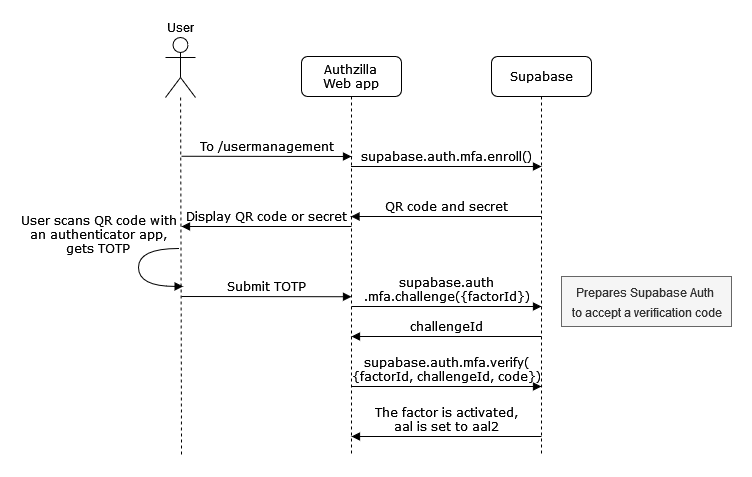 User
Authzilla
Web app
Supabase
To /usermanagement
supabase.auth.mfa.enroll()
QR code and secret
Display QR code or secret
User scans QR code with
an authenticator app,
gets TOTP
Submit TOTP
supabase.auth
.mfa.challenge({factorId})
Prepares Supabase Auth
to accept a verification code
challengeId
supabase.auth.mfa.verify(
{factorId, challengeId, code})
The factor is activated,
aal is set to aal2